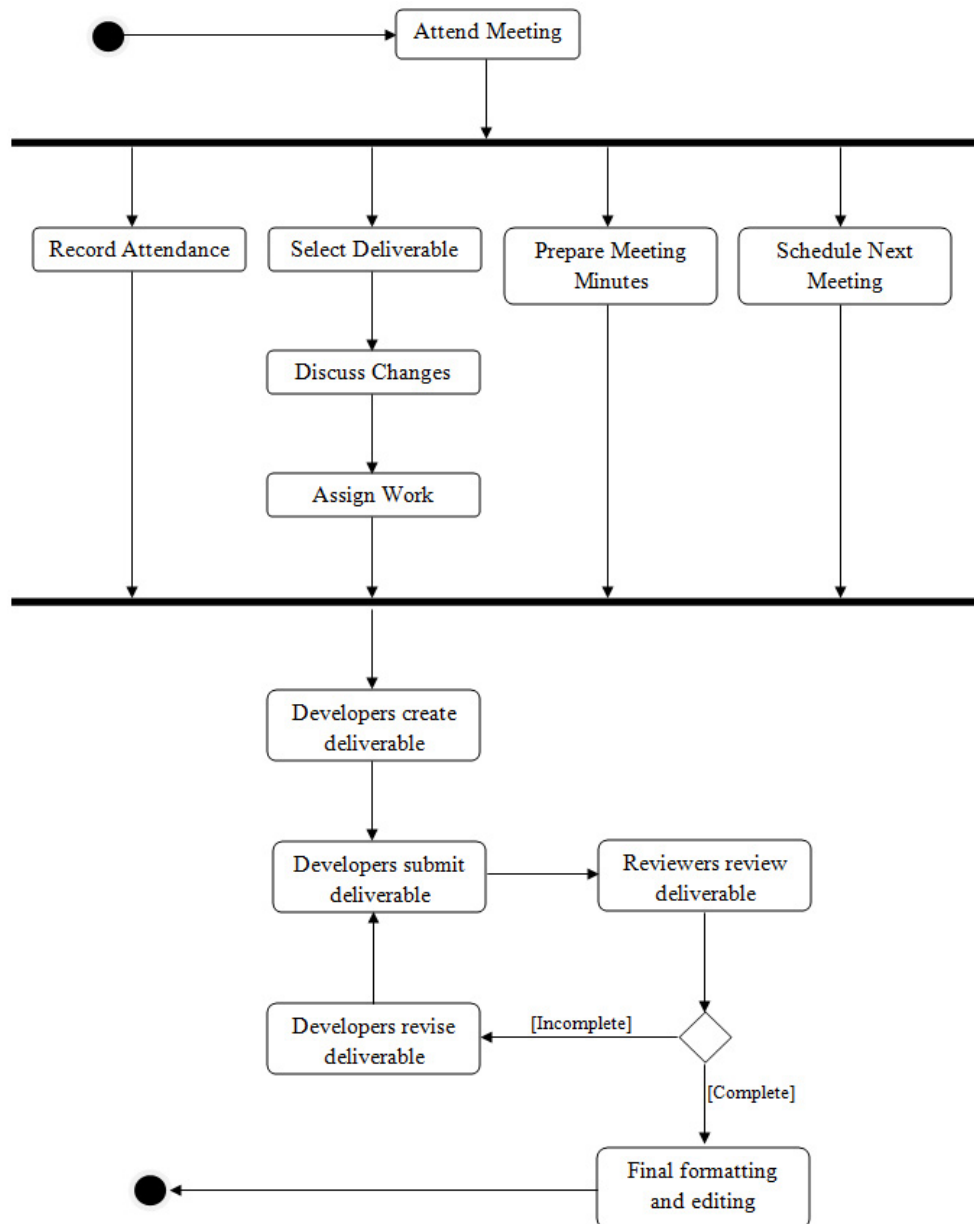 Attend Meeting
Record Attendance
Select Deliverable
Prepare Meeting
Minutes
Schedule Next
Meeting
Discuss Changes
Assign Work
Developers create
deliverable
Developers submit
deliverable
Reviewers review
deliverable
Developers revise
deliverable
[Incomplete]
[Complete]
Final formatting
and editing